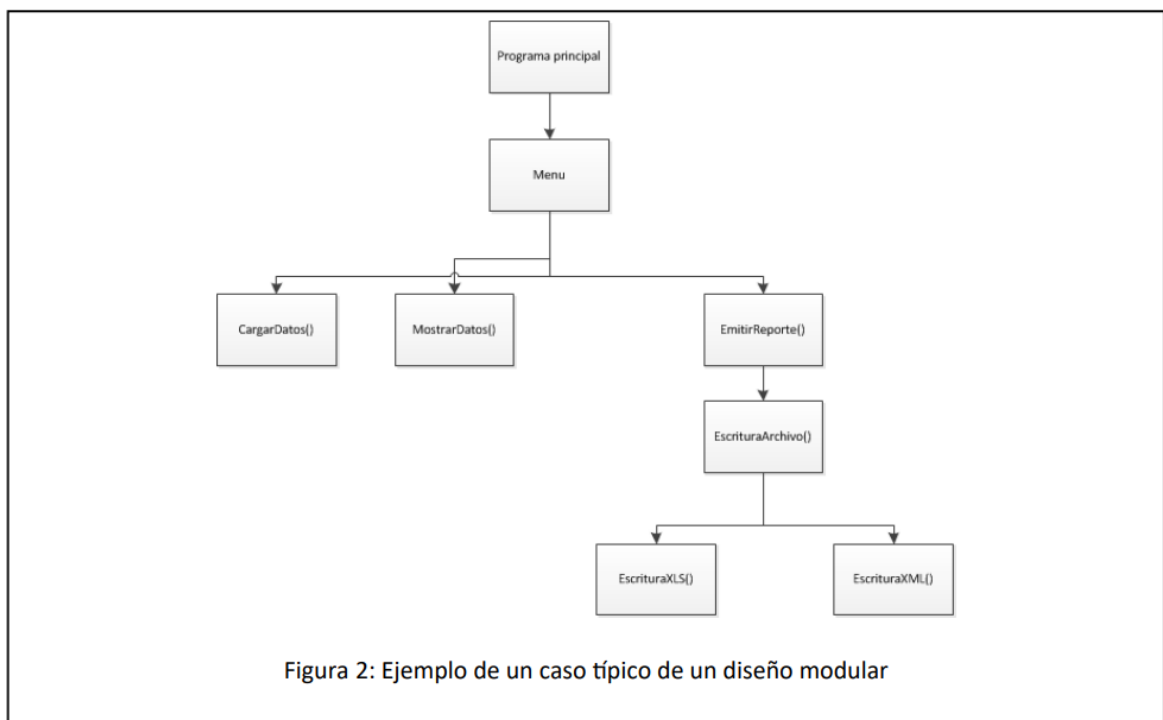 Programa principal
Menu
CargarDatos()
MostrarDatos()
EmitirReporte()
EscrituraArchivo()
EscrituraXLS()
EscrituraXML()
Figura 2: Ejemplo de un caso típico de un diseño modular